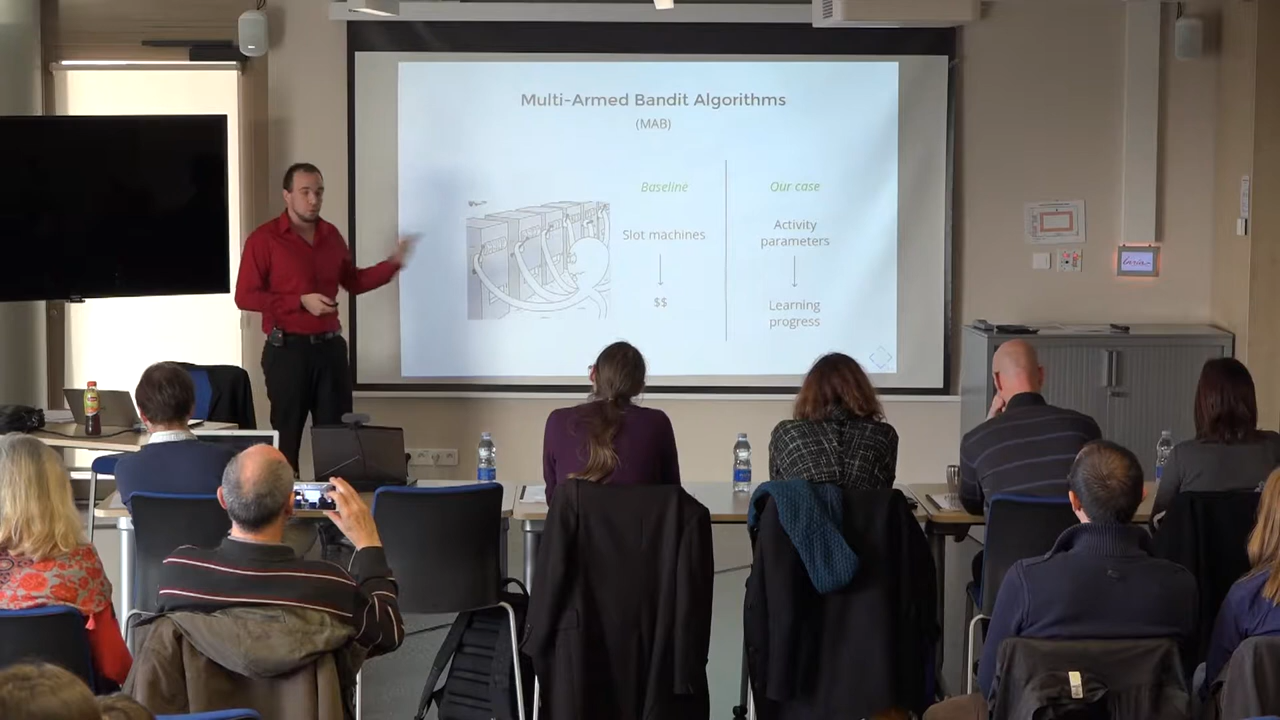 Multi-Armed Bandit Algorithms
(MAB)
Baseline
Slot machines
$$
Our case
Activity
parameters
Learning
progress